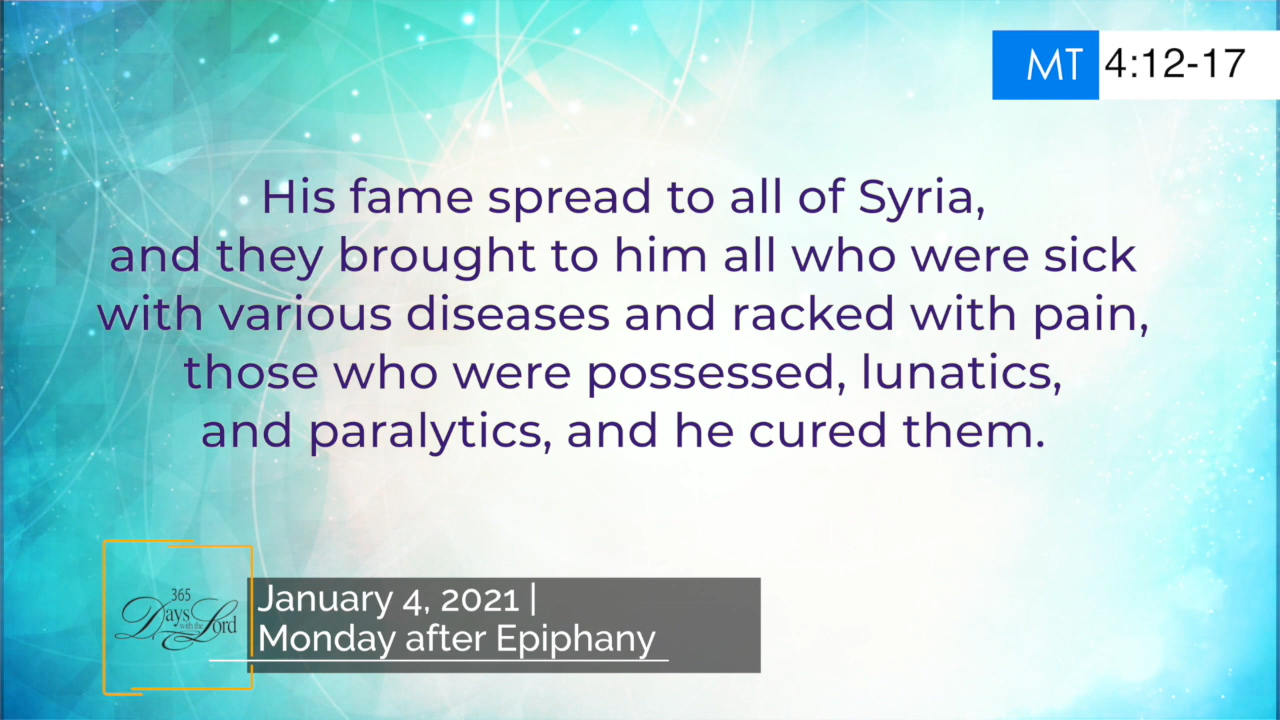 MT 4:12-17
His fame spread to all of Syria,
and they brought to him all who were sick
with various diseases and racked with pain,
those who were possessed, lunatics,
and paralytics, and he cured them.
365
Days with the Lord
January 4, 2021 |
Monday after Epiphany